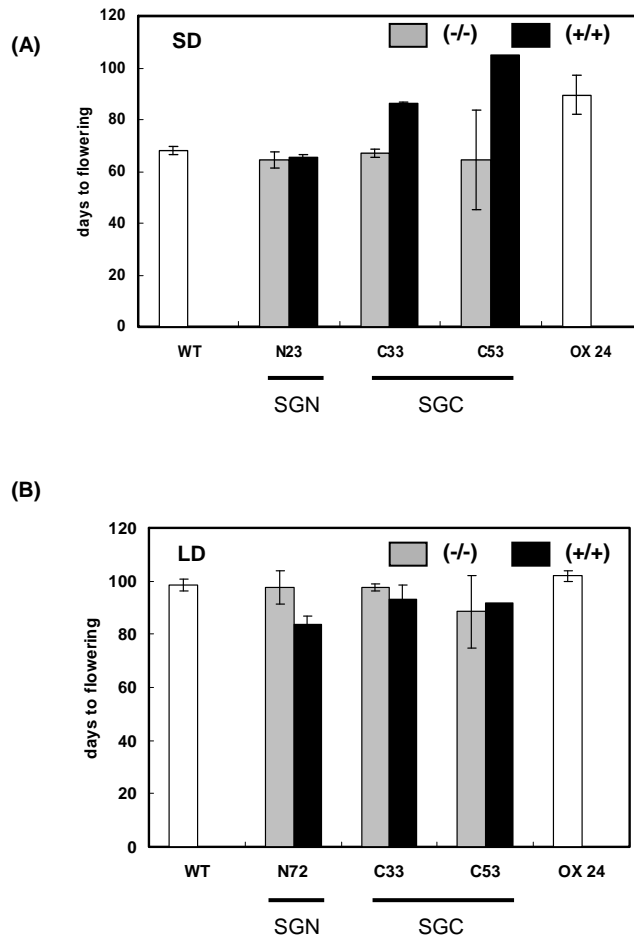 (A)
SD
(-/-)
(+/+)
days to flowering
120
100
80
60
40
20
0
WT N23 C33 C53 OX 24
SGN SGC
(B)
LD
(-/-)
(+/+)
days to flowering
120
100
80
60
40
20
0
WT N72 C33 C53 OX 24
SGN SGC